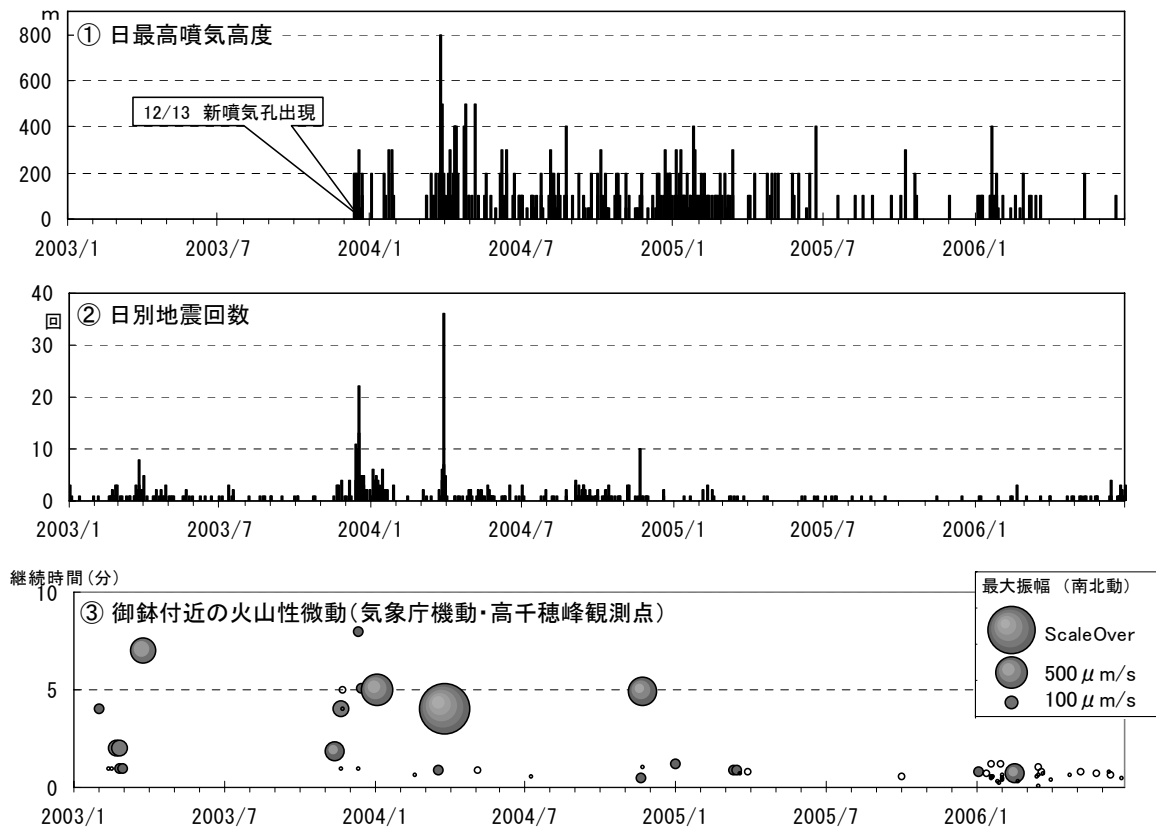 m
① 日最高噴気高度
800
600
400
200
0
12/13 新噴気孔出現
2003/1 2003/7 2004/1 2004/7 2005/1 2005/7 2006/1
40
回
② 日別地震回数
30
20
10
0
2003/1 2003/7 2004/1 2004/7 2005/1 2005/7 2006/1
継続時間(分)
10
③ 御鉢付近の火山性微動(気象庁機動・高千穂峰観測点)
5
0
最大振幅 (南北動)
ScaleOver
500μm/s
100μm/s
2003/1 2003/7 2004/1 2004/7 2005/1 2005/7 2006/1